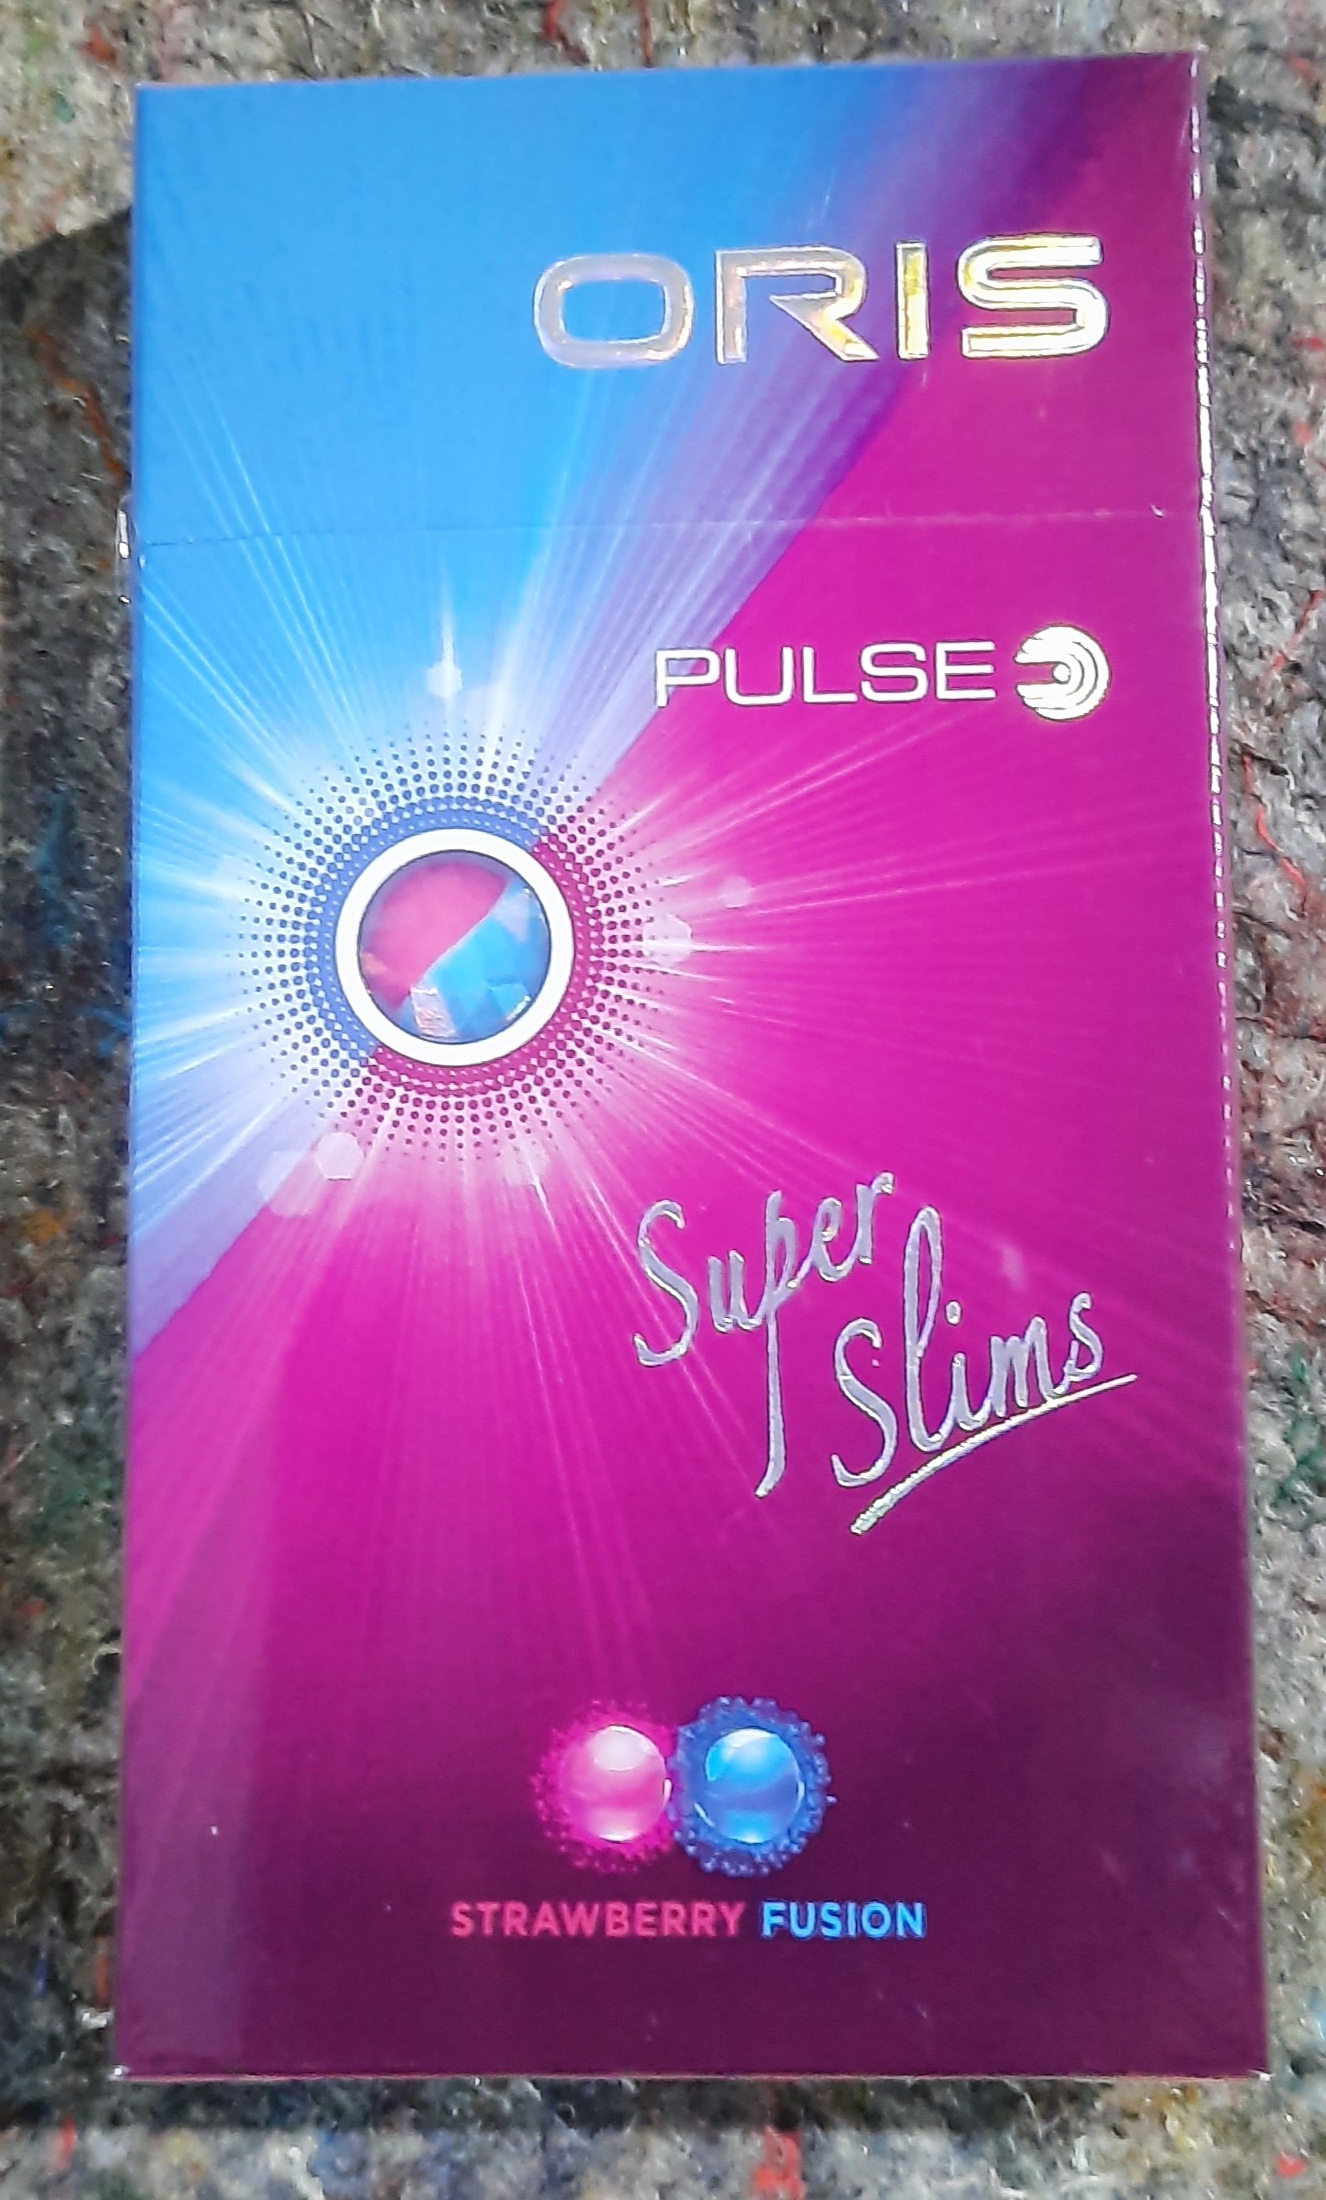 ORIS
PULSE
Super
Slims
STRAWBERRY FUSION